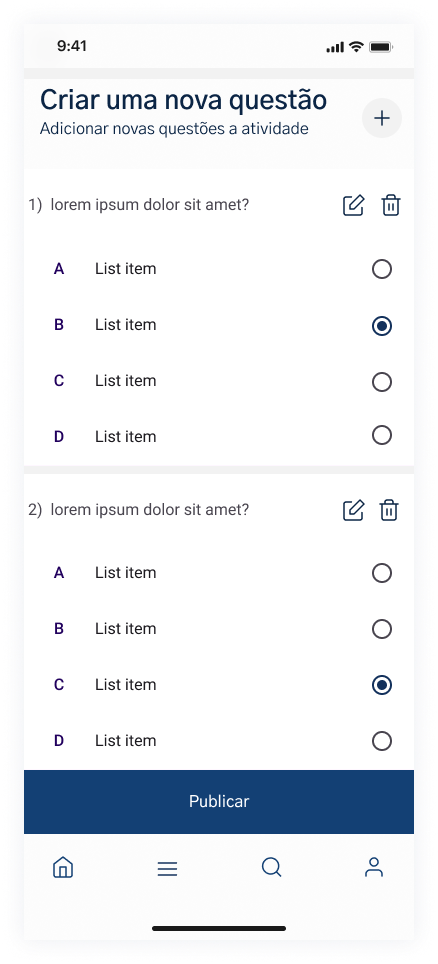 9:41
Criar uma nova questão
Adicionar novas questões a atividade
1) lorem ipsum dolor sit amet?
A List item
B List item
C List item
D List item
2) lorem ipsum dolor sit amet?
A List item
B List item
C List item
D List item
Publicar